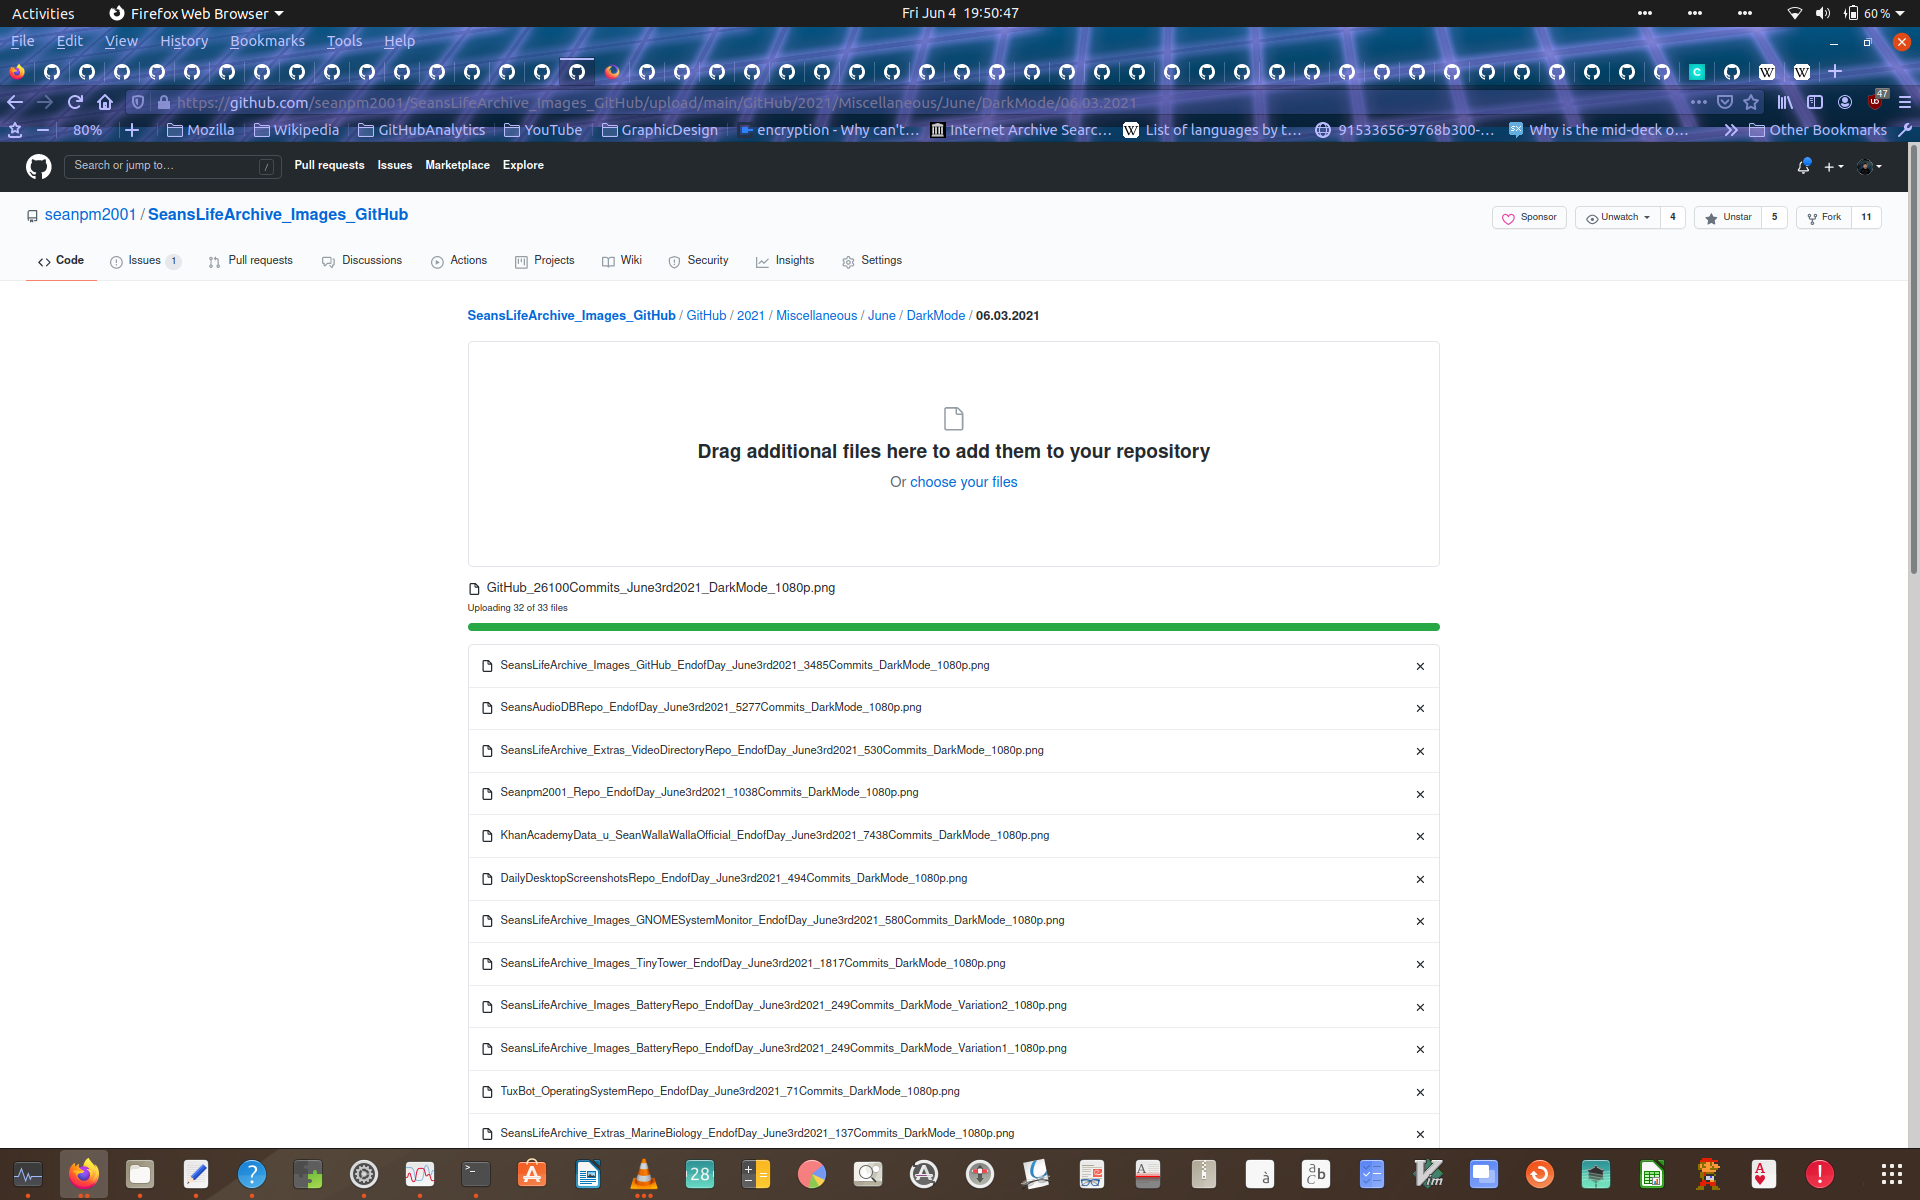 Activities Firefox Web Browser Fri Jun 4 19:50:47 60 %
File Edit View History Bookmarks Tools Help
https://github.com/seanpm2001/SeansLifeArchive_Images_GitHub/upload/main/GitHub/2021/Miscellaneous/June/DarkMode/06.03.2021 47
80% Mozilla Wikipedia GitHubAnalytics YouTube GraphicDesign encryption - Why can't… Internet Archive Searc… List of languages by t… 91533656-9768b300-… Why is the mid-deck o… Other Bookmarks
Search or jump to… / Pull requests Issues Marketplace Explore
seanpm2001 / SeansLifeArchive_Images_GitHub Sponsor Unwatch 4 Unstar 5 Fork 11
Code Issues 1 Pull requests Discussions Actions Projects Wiki Security Insights Settings
SeansLifeArchive_Images_GitHub / GitHub / 2021 / Miscellaneous / June / DarkMode / 06.03.2021
Drag additional files here to add them to your repository
Or choose your files
GitHub_26100Commits_June3rd2021_DarkMode_1080p.png
Uploading 32 of 33 files
SeansLifeArchive_Images_GitHub_EndofDay_June3rd2021_3485Commits_DarkMode_1080p.png
SeansAudioDBRepo_EndofDay_June3rd2021_5277Commits_DarkMode_1080p.png
SeansLifeArchive_Extras_VideoDirectoryRepo_EndofDay_June3rd2021_530Commits_DarkMode_1080p.png
Seanpm2001_Repo_EndofDay_June3rd2021_1038Commits_DarkMode_1080p.png
KhanAcademyData_u_SeanWallaWallaOfficial_EndofDay_June3rd2021_7438Commits_DarkMode_1080p.png
DailyDesktopScreenshotsRepo_EndofDay_June3rd2021_494Commits_DarkMode_1080p.png
SeansLifeArchive_Images_GNOMESystemMonitor_EndofDay_June3rd2021_580Commits_DarkMode_1080p.png
SeansLifeArchive_Images_TinyTower_EndofDay_June3rd2021_1817Commits_DarkMode_1080p.png
SeansLifeArchive_Images_BatteryRepo_EndofDay_June3rd2021_249Commits_DarkMode_Variation2_1080p.png
SeansLifeArchive_Images_BatteryRepo_EndofDay_June3rd2021_249Commits_DarkMode_Variation1_1080p.png
TuxBot_OperatingSystemRepo_EndofDay_June3rd2021_71Commits_DarkMode_1080p.png
SeansLifeArchive_Extras_MarineBiology_EndofDay_June3rd2021_137Commits_DarkMode_1080p.png
28